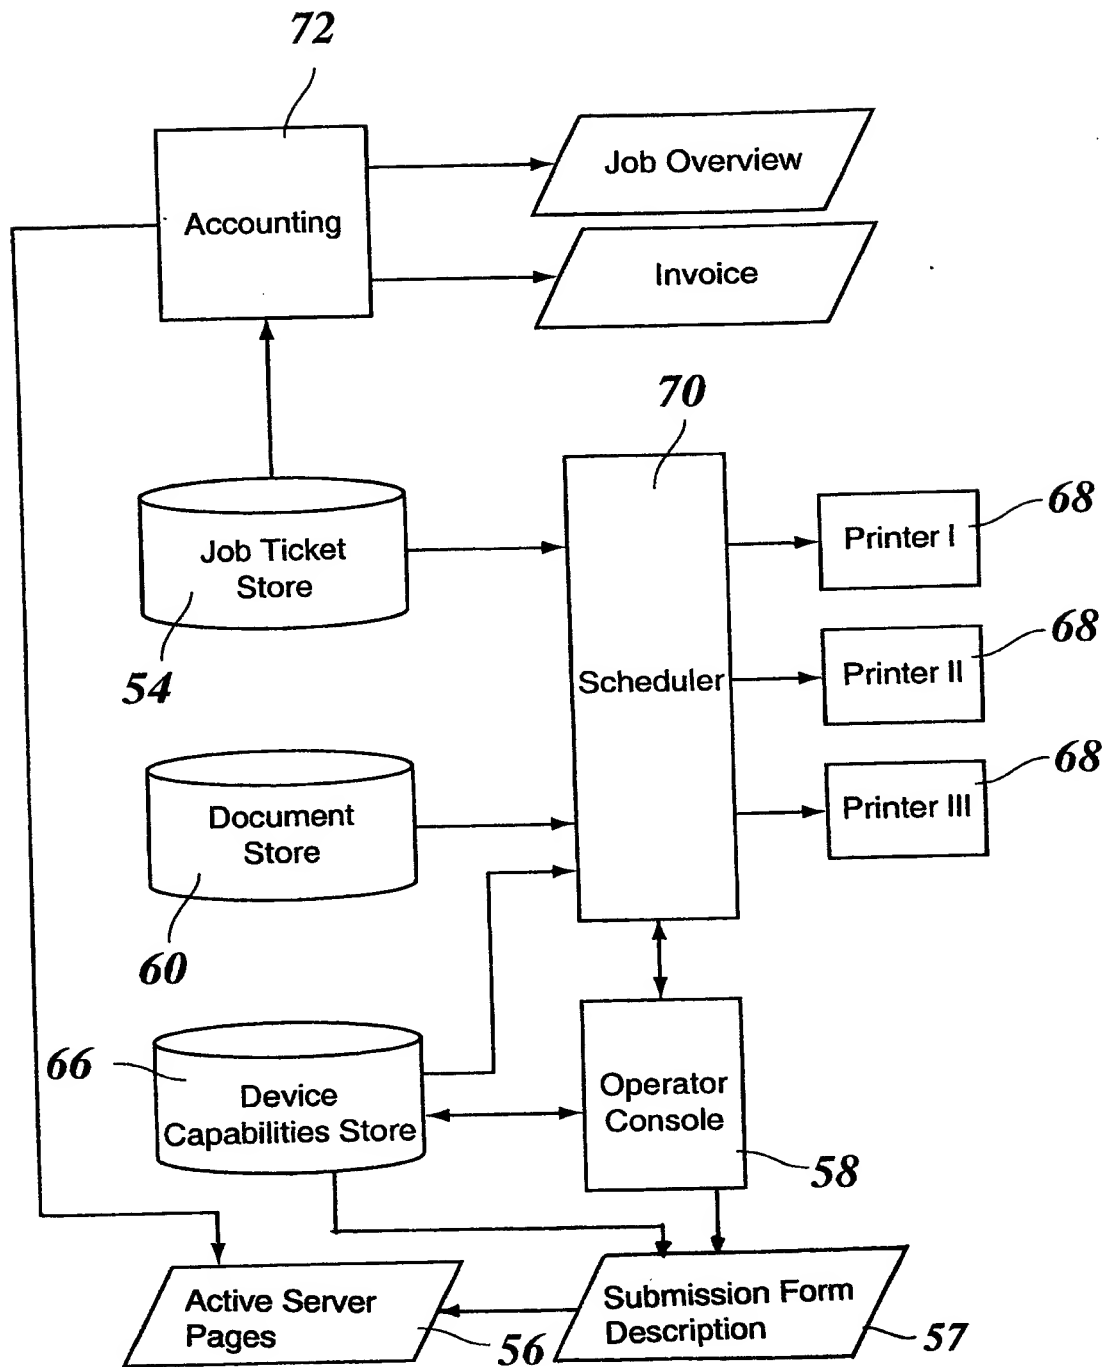 72
Job Overview
Accounting
Invoice
70
68
Printer I
Job Ticket
Store
68
54
Scheduler
Printer II
68
Printer III
Document
Store
60
66
Device
Capabilities Store
Operator
Console
58
Active Server
Pages
56
Submission Form
Description
57